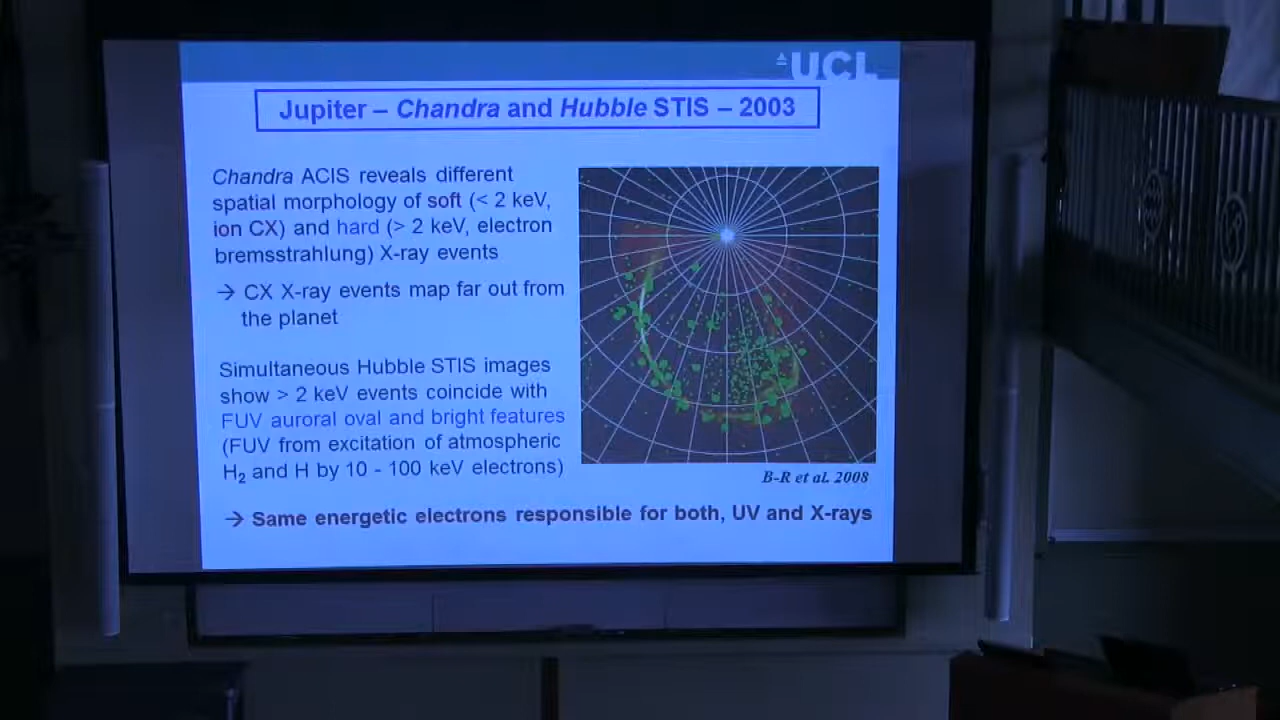 UCL
Jupiter – Chandra and Hubble STIS – 2003
Chandra ACIS reveals different
spatial morphology of soft (< 2 keV,
ion CX) and hard (> 2 keV, electron
bremsstrahlung) X-ray events
→ CX X-ray events map far out from
the planet
Simultaneous Hubble STIS images
show > 2 keV events coincide with
FUV auroral oval and bright features
(FUV from excitation of atmospheric
H₂ and H by 10 - 100 keV electrons)
B-R et al. 2008
→ Same energetic electrons responsible for both, UV and X-rays